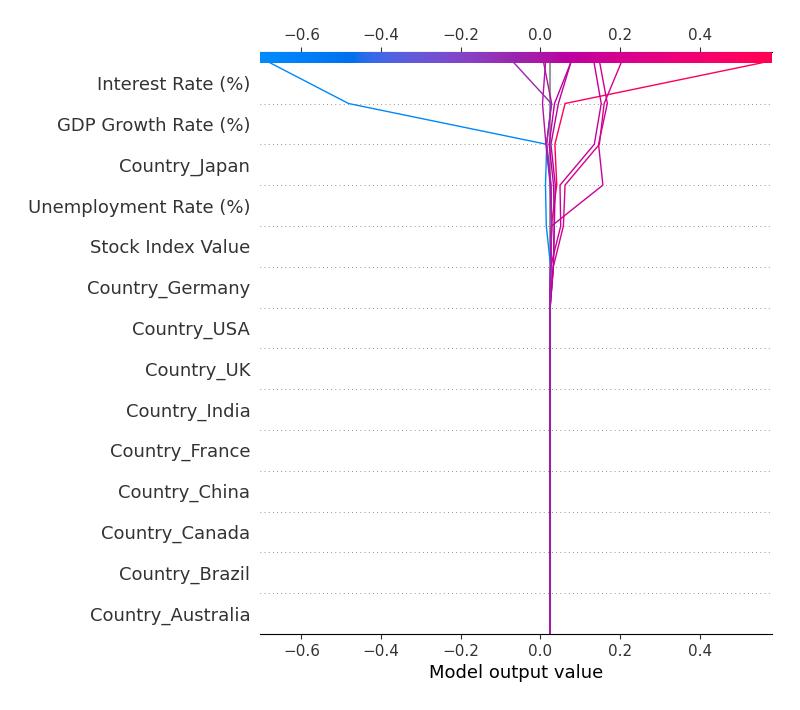 −0.6 −0.4 −0.2 0.0 0.2 0.4
Interest Rate (%)
GDP Growth Rate (%)
Country_Japan
Unemployment Rate (%)
Stock Index Value
Country_Germany
Country_USA
Country_UK
Country_India
Country_France
Country_China
Country_Canada
Country_Brazil
Country_Australia
−0.6 −0.4 −0.2 0.0 0.2 0.4
Model output value